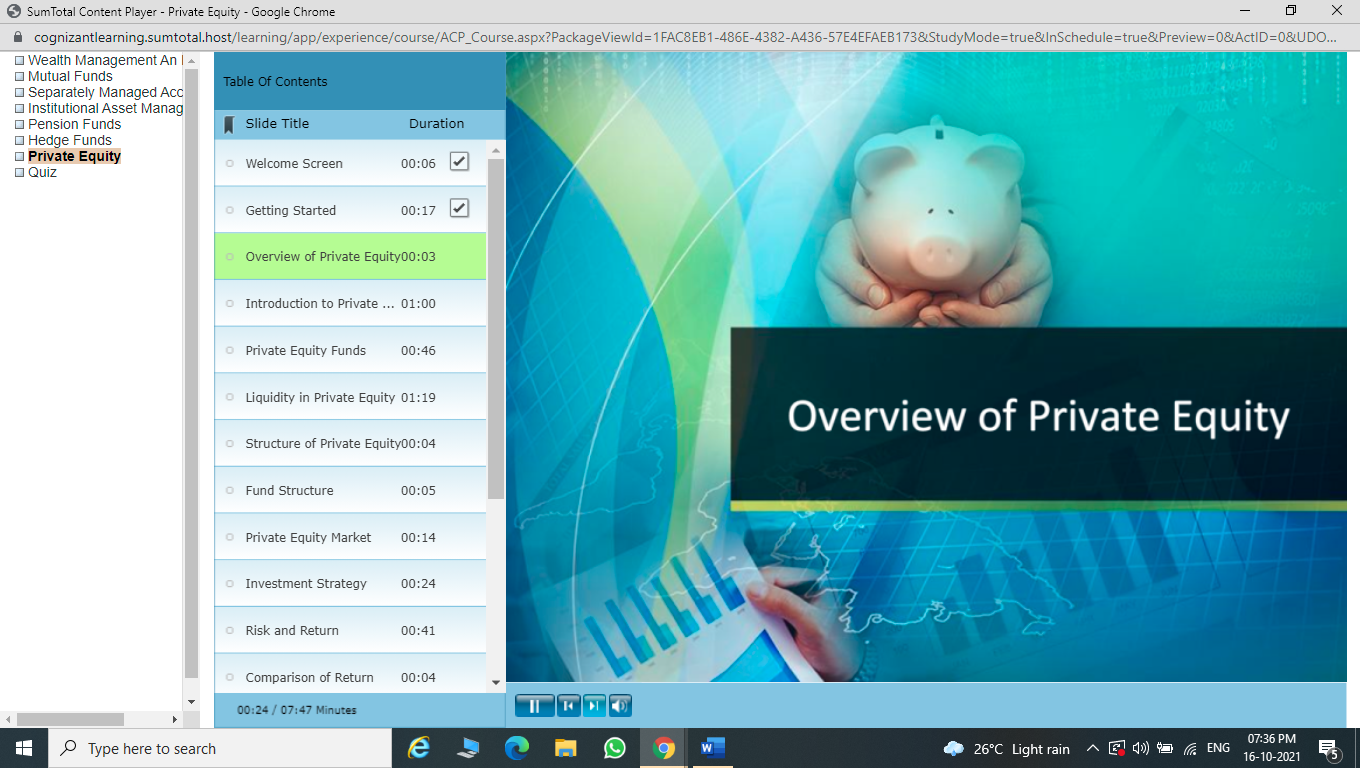 SumTotal Content Player - Private Equity - Google Chrome
cognizantlearning.sumtotal.host/learning/app/experience/course/ACP_Course.aspx?PackageViewId=1FAC8EB1-486E-4382-A436-57E4EFAEB173&StudyMode=true&InSchedule=true&Preview=0&ActID=0&UDO...
Wealth Management An
Mutual Funds
Separately Managed Acc
Institutional Asset Manag
Pension Funds
Hedge Funds
Private Equity
Quiz
Table Of Contents
Slide Title Duration
Welcome Screen 00:06
Getting Started 00:17
Overview of Private Equity 00:03
Introduction to Private ... 01:00
Private Equity Funds 00:46
Liquidity in Private Equity 01:19
Structure of Private Equity 00:04
Fund Structure 00:05
Private Equity Market 00:14
Investment Strategy 00:24
Risk and Return 00:41
Comparison of Return 00:04
00:24 / 07:47 Minutes
Overview of Private Equity
Type here to search
26°C Light rain
ENG
07:36 PM
16-10-2021
5